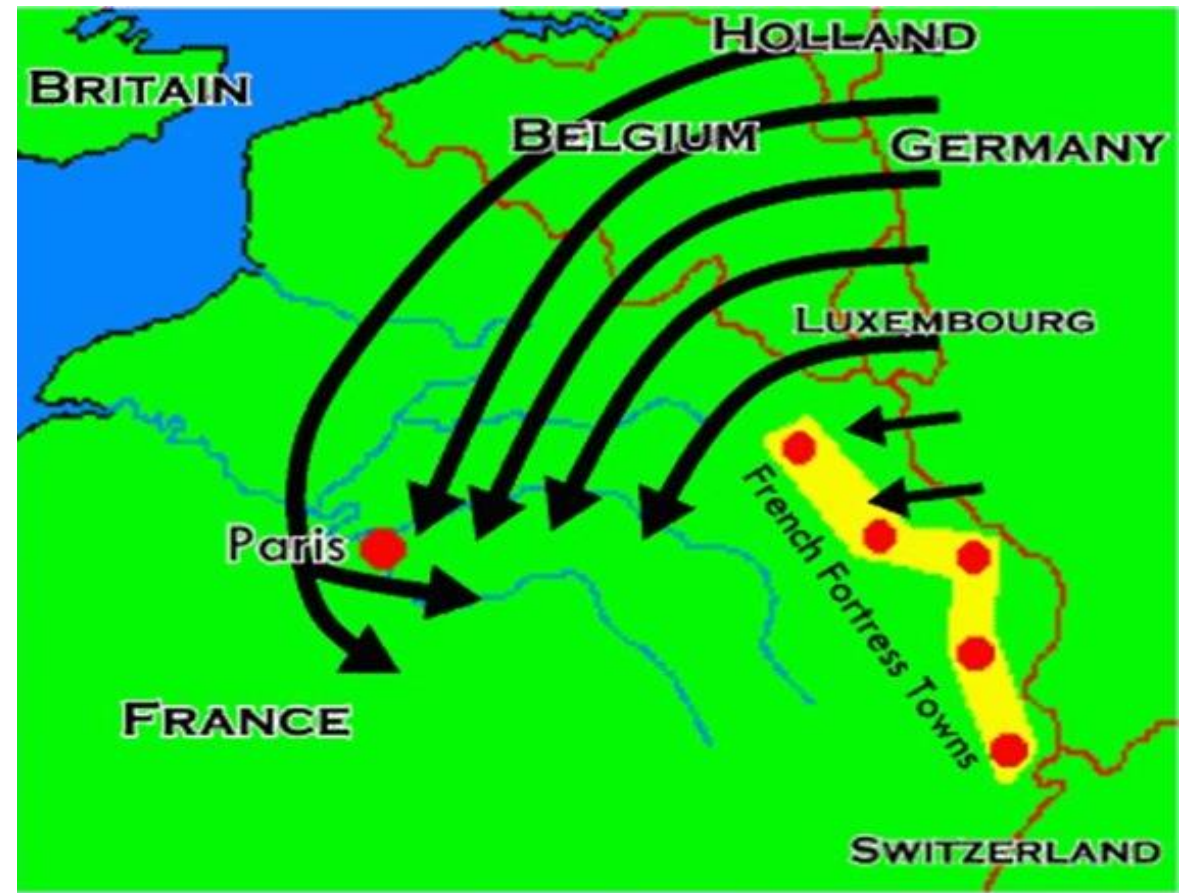 HOLLAND
BRITAIN
BELGIUM
GERMANY
LUXEMBOURG
French Fortress Towns
Paris
FRANCE
SWITZERLAND